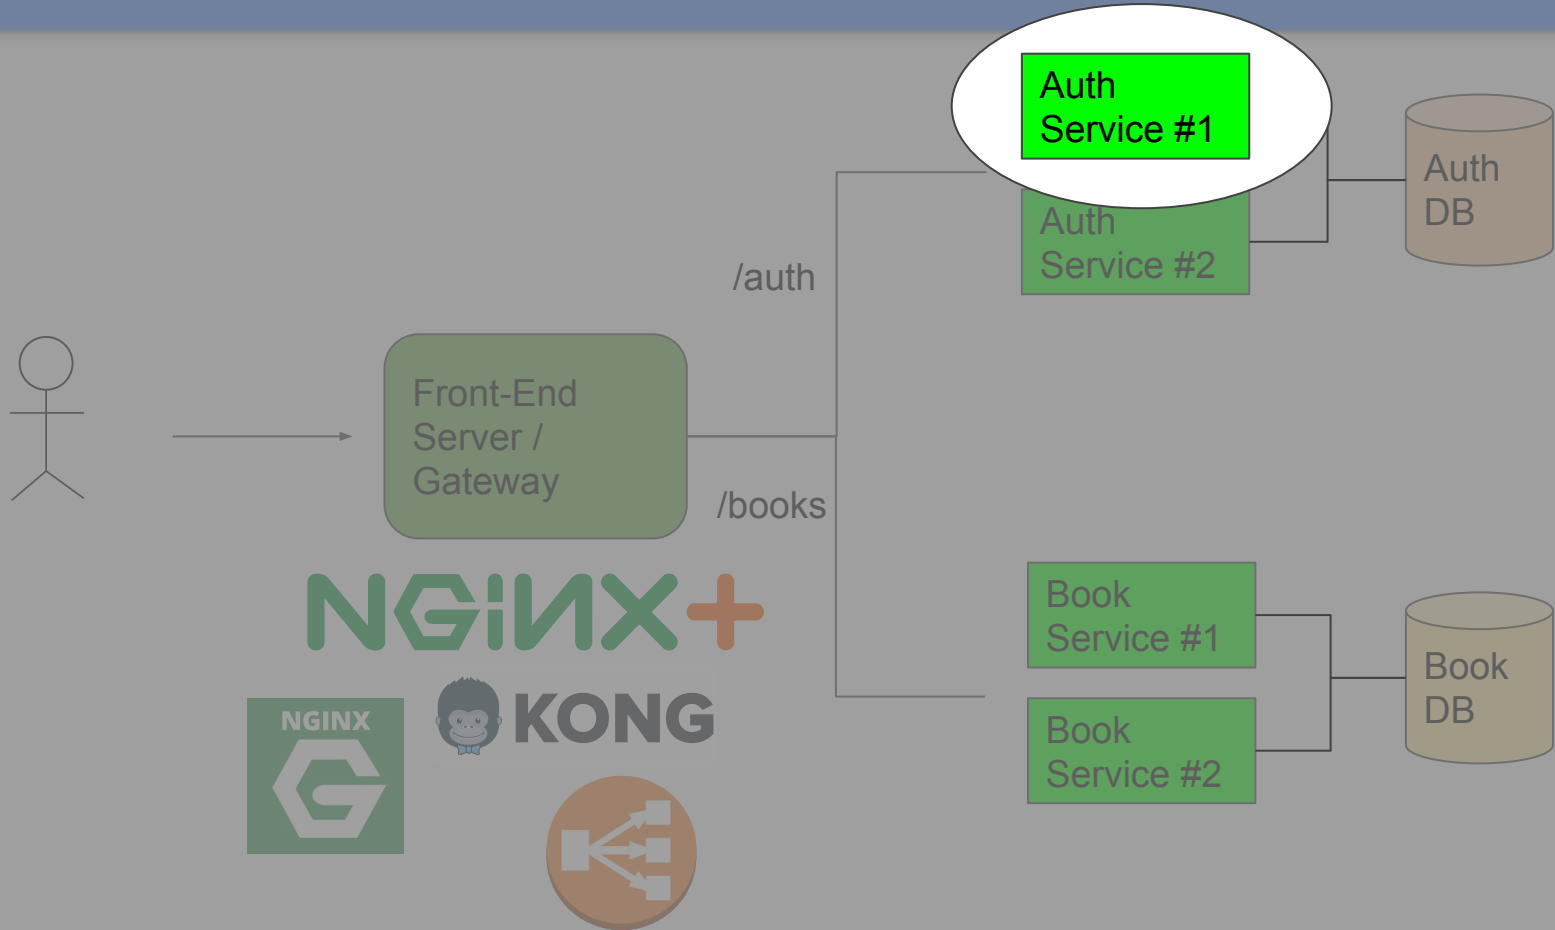 Auth
Service #1
Auth
Service #2
Auth
DB
/auth
Front-End
Server /
Gateway
/books
NGiNX+
KONG
NGINX
G
Book
Service #1
Book
Service #2
Book
DB